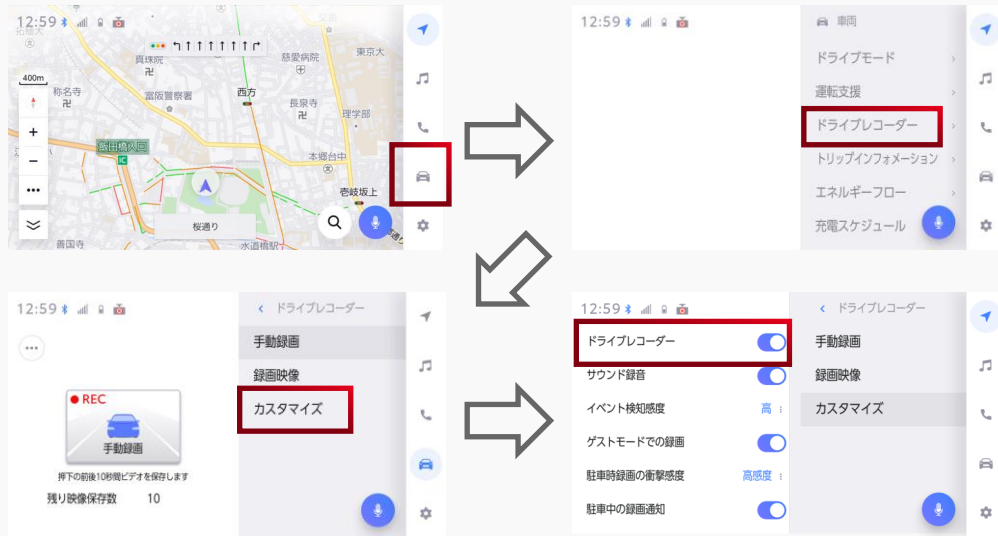 12:59
400m
真珠院
慈愛病院
東京大
称名寺
富阪警察署
西方
長泉寺
理学部
飯田橋入口
IC
本郷台中
壱岐坂上
桜通り
善国寺
水道橋駅
12:59
車両
ドライブモード
運転支援
ドライブレコーダー
トリップインフォメーション
エネルギーフロー
充電スケジュール
12:59
ドライブレコーダー
手動録画
録画映像
カスタマイズ
REC
手動録画
押下の前後10秒間ビデオを保存します
残り映像保存数 10
12:59
ドライブレコーダー
サウンド録音
イベント検知感度 高
ゲストモードでの録画
駐車時録画の衝撃感度 高感度
駐車中の録画通知
ドライブレコーダー
手動録画
録画映像
カスタマイズ